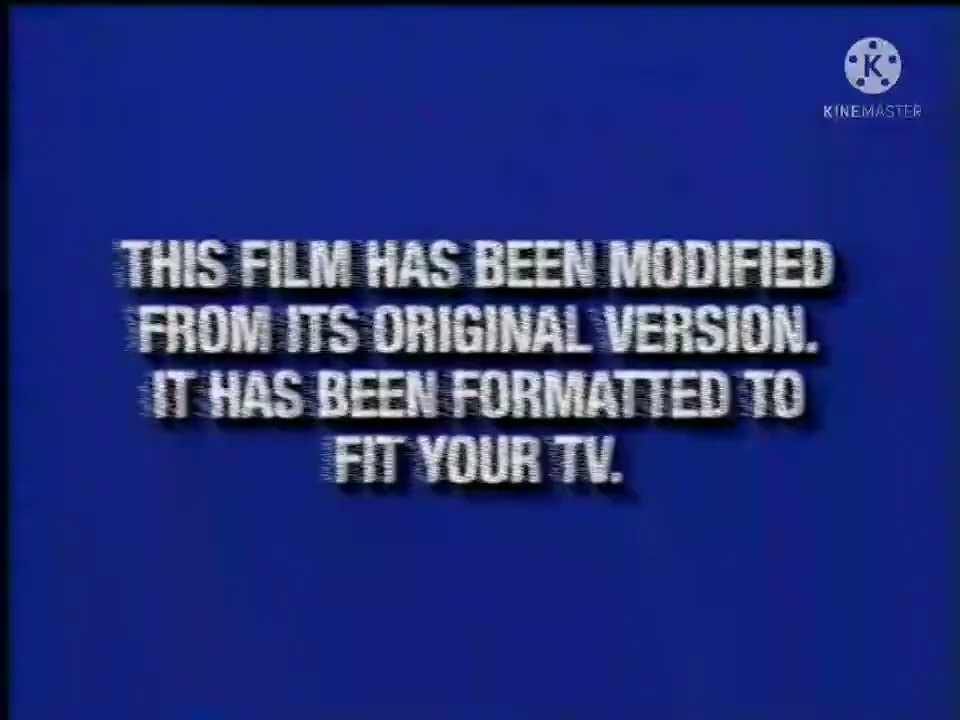 K
KINEMASTER
THIS FILM HAS BEEN MODIFIED
FROM ITS ORIGINAL VERSION.
IT HAS BEEN FORMATTED TO
FIT YOUR TV.